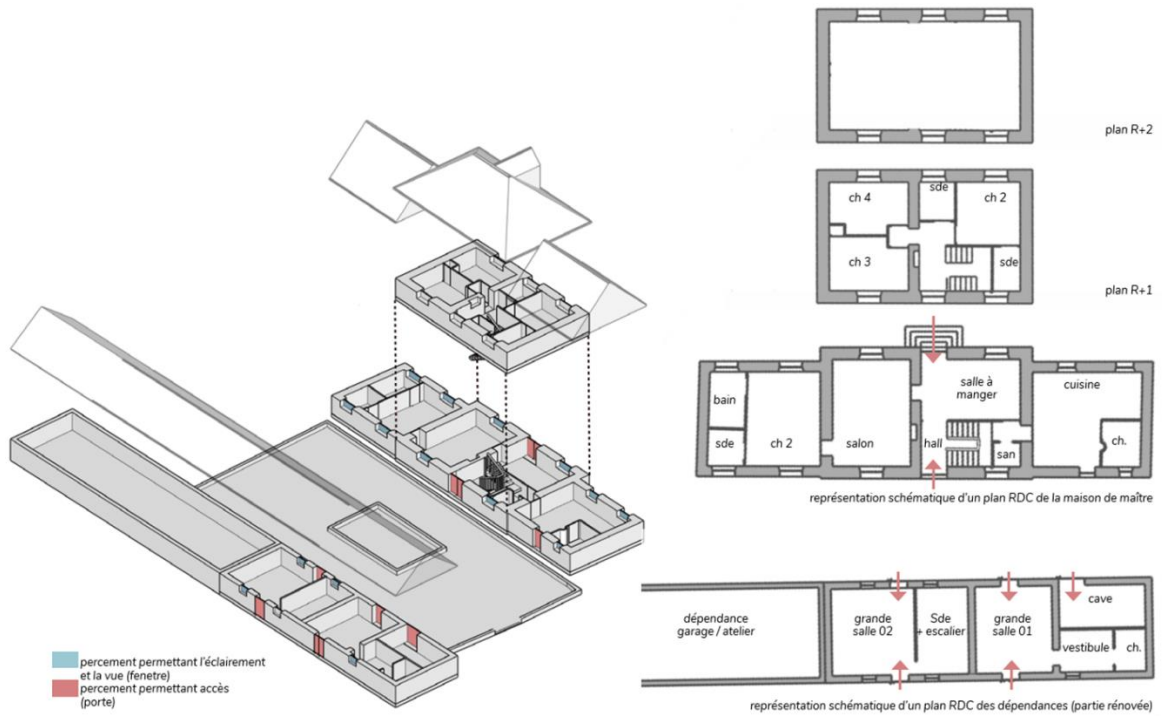 plan R+2
ch 4
sde
ch 2
ch 3
sde
plan R+1
bain
sde
ch 2
salon
hall
salle à
manger
san
cuisine
ch.
représentation schématique d'un plan RDC de la maison de maître
dépendance
garage / atelier
grande
salle 02
Sde
+ escalier
grande
salle 01
cave
vestibule
ch.
représentation schématique d'un plan RDC des dépendances (partie rénovée)
percement permettant l'éclairement
et la vue (fenetre)
percement permettant accès
(porte)